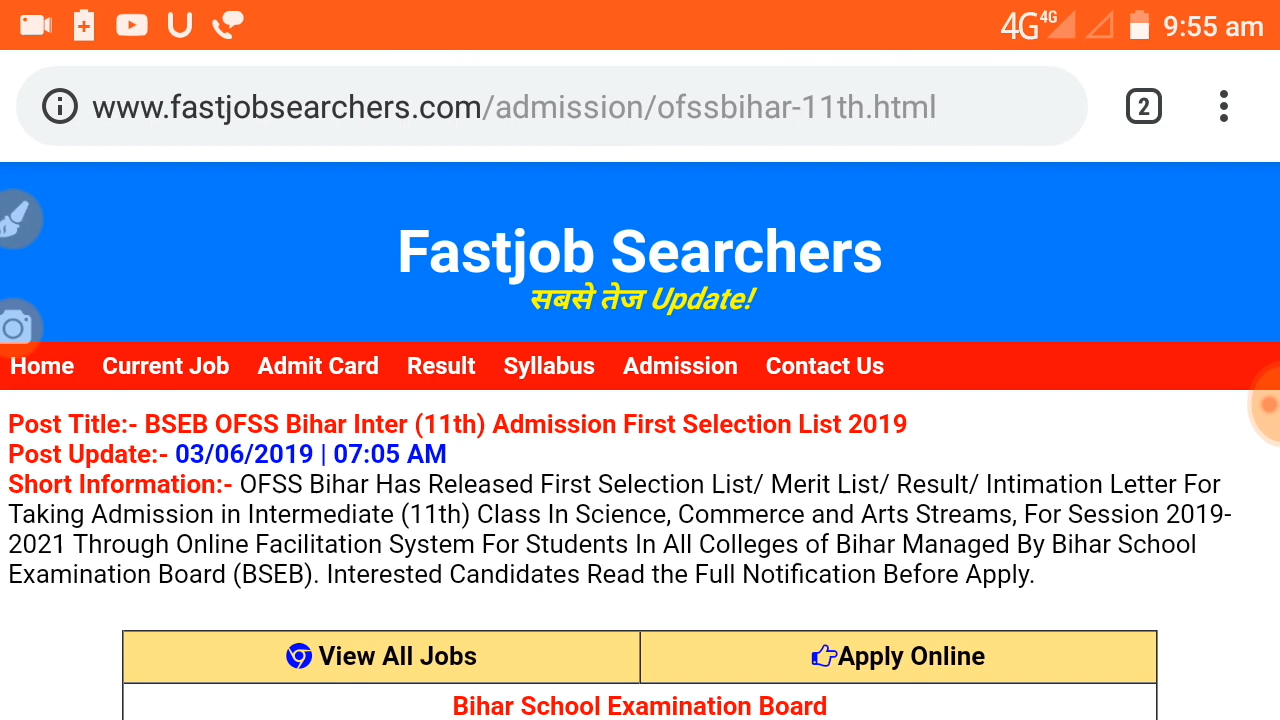 4G 4G 9:55 am
www.fastjobsearchers.com/admission/ofssbihar-11th.html 2
Fastjob Searchers
सबसे तेज Update!
Home Current Job Admit Card Result Syllabus Admission Contact Us
Post Title:- BSEB OFSS Bihar Inter (11th) Admission First Selection List 2019
Post Update:- 03/06/2019 | 07:05 AM
Short Information:- OFSS Bihar Has Released First Selection List/ Merit List/ Result/ Intimation Letter For
Taking Admission in Intermediate (11th) Class In Science, Commerce and Arts Streams, For Session 2019-
2021 Through Online Facilitation System For Students In All Colleges of Bihar Managed By Bihar School
Examination Board (BSEB). Interested Candidates Read the Full Notification Before Apply.
View All Jobs Apply Online
Bihar School Examination Board